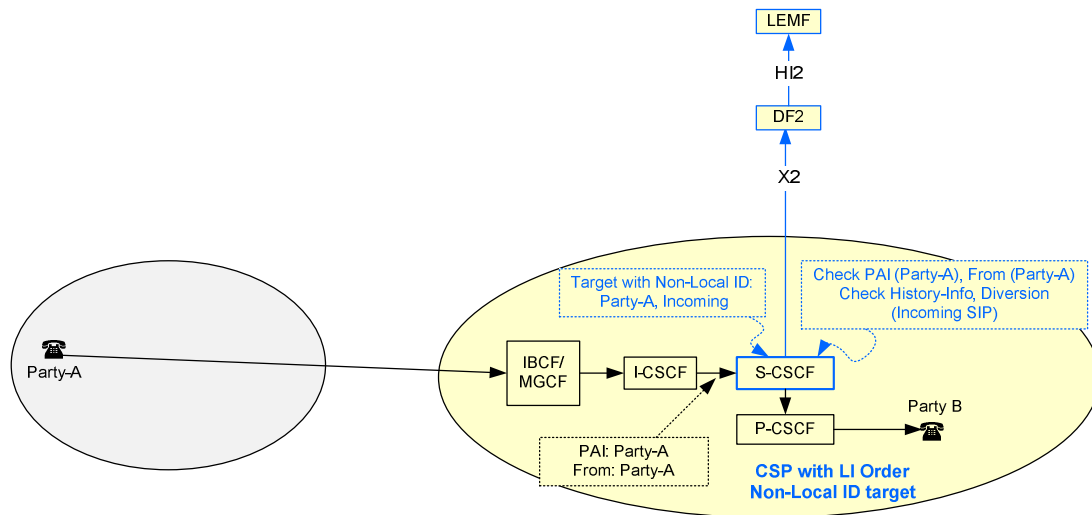 LEMF
HI2
DF2
X2
Target with Non-Local ID:
Party-A, Incoming
Check PAI (Party-A), From (Party-A)
Check History-Info, Diversion
(Incoming SIP)
Party-A
IBCF/
MGCF
I-CSCF
S-CSCF
P-CSCF
Party B
PAI: Party-A
From: Party-A
CSP with LI Order
Non-Local ID target